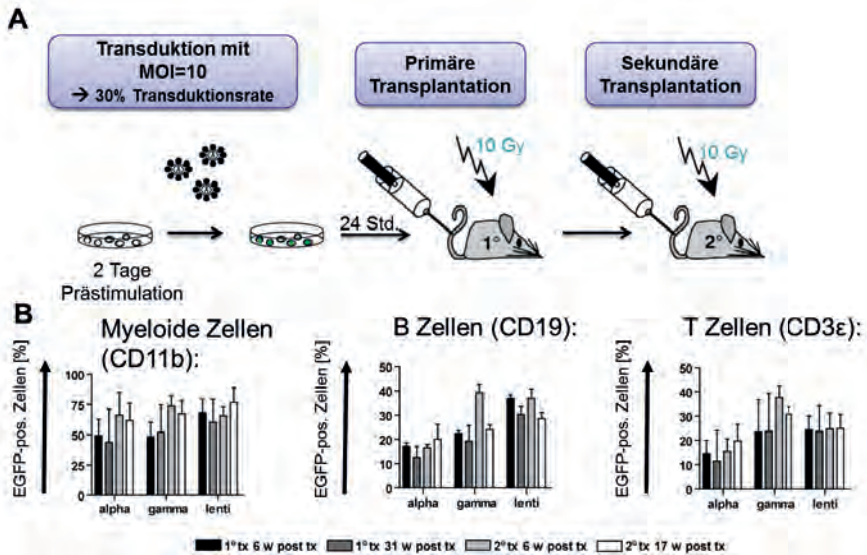 A
Transduktion mit
MOI=10
→ 30% Transduktionsrate
Primäre
Transplantation
Sekundäre
Transplantation
10 Gy
10 Gy
24 Std.
1°
2°
2 Tage
Prästimulation
B
Myeloide Zellen
(CD11b):
B Zellen (CD19):
T Zellen (CD3ε):
EGFP-pos. Zellen [%]
100
75
50
25
0
alpha gamma lenti
EGFP-pos. Zellen [%]
50
40
30
20
10
0
alpha gamma lenti
EGFP-pos. Zellen [%]
50
40
30
20
10
0
alpha gamma lenti
1° tx 6 w post tx 1° tx 31 w post tx 2° tx 6 w post tx 2° tx 17 w post tx